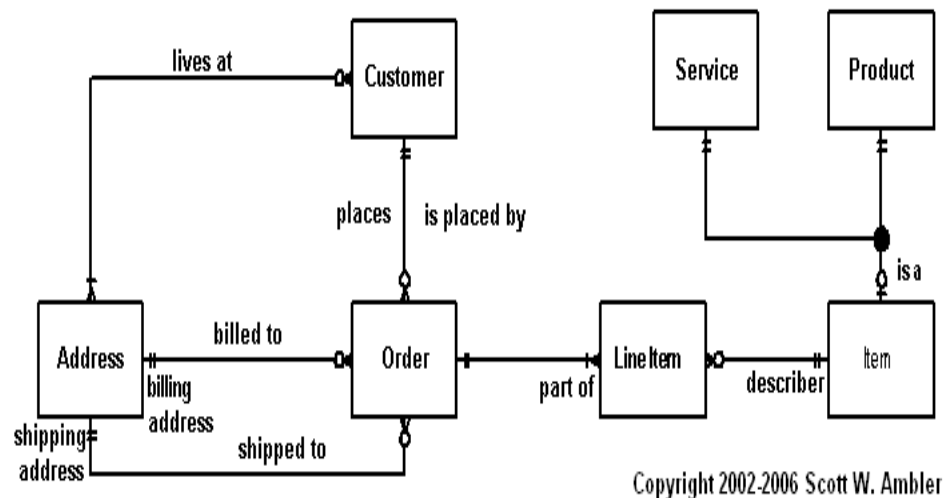 lives at
Customer
Service
Product
places
is placed by
is a
Address
billed to
billing
address
Order
LineItem
part of
Item
describer
shipping
address
shipped to
Copyright 2002-2006 Scott W. Ambler